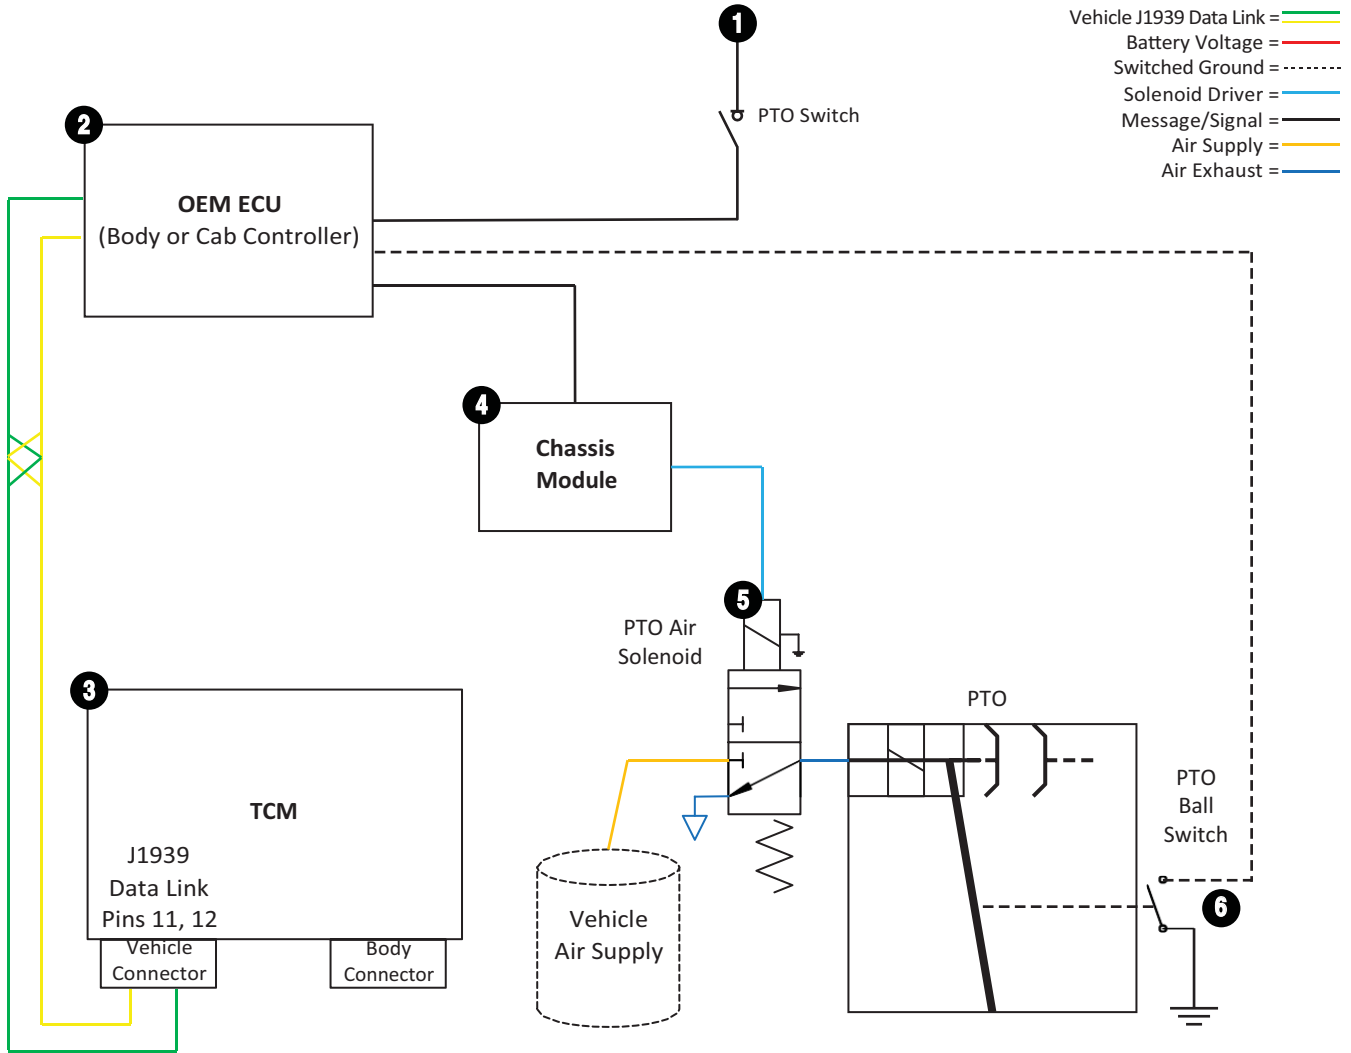 1
Vehicle J1939 Data Link =
Battery Voltage =
Switched Ground =
Solenoid Driver =
Message/Signal =
Air Supply =
Air Exhaust =
PTO Switch
2
OEM ECU
(Body or Cab Controller)
4
Chassis
Module
5
PTO Air
Solenoid
3
TCM
J1939
Data Link
Pins 11, 12
Vehicle
Connector
Body
Connector
Vehicle
Air Supply
PTO
PTO
Ball
Switch
6